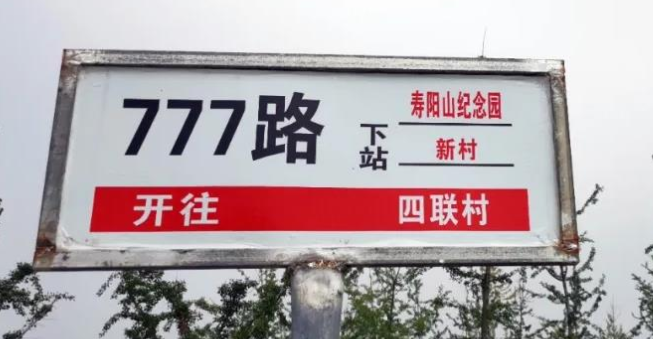 777路
下站
寿阳山纪念园
新村
开往 四联村